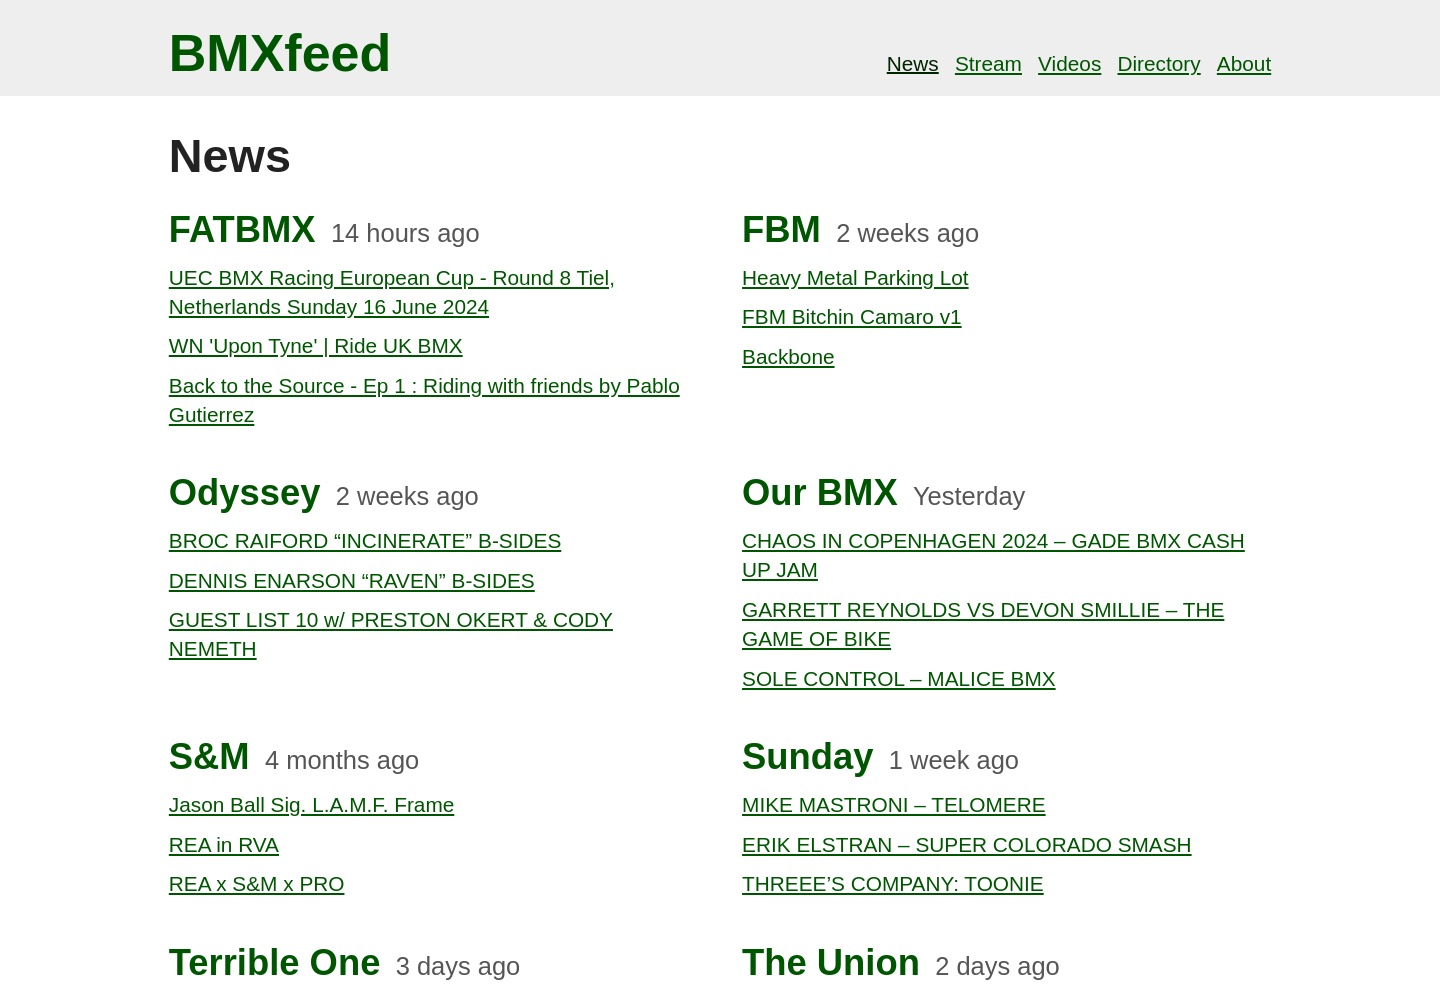 BMXfeed
News Stream Videos Directory About
News
FATBMX 14 hours ago
UEC BMX Racing European Cup - Round 8 Tiel,
Netherlands Sunday 16 June 2024
WN 'Upon Tyne' | Ride UK BMX
Back to the Source - Ep 1 : Riding with friends by Pablo
Gutierrez
FBM 2 weeks ago
Heavy Metal Parking Lot
FBM Bitchin Camaro v1
Backbone
Odyssey 2 weeks ago
BROC RAIFORD “INCINERATE” B-SIDES
DENNIS ENARSON “RAVEN” B-SIDES
GUEST LIST 10 w/ PRESTON OKERT & CODY
NEMETH
Our BMX Yesterday
CHAOS IN COPENHAGEN 2024 – GADE BMX CASH
UP JAM
GARRETT REYNOLDS VS DEVON SMILLIE – THE
GAME OF BIKE
SOLE CONTROL – MALICE BMX
S&M 4 months ago
Jason Ball Sig. L.A.M.F. Frame
REA in RVA
REA x S&M x PRO
Sunday 1 week ago
MIKE MASTRONI – TELOMERE
ERIK ELSTRAN – SUPER COLORADO SMASH
THREEE’S COMPANY: TOONIE
Terrible One 3 days ago
The Union 2 days ago